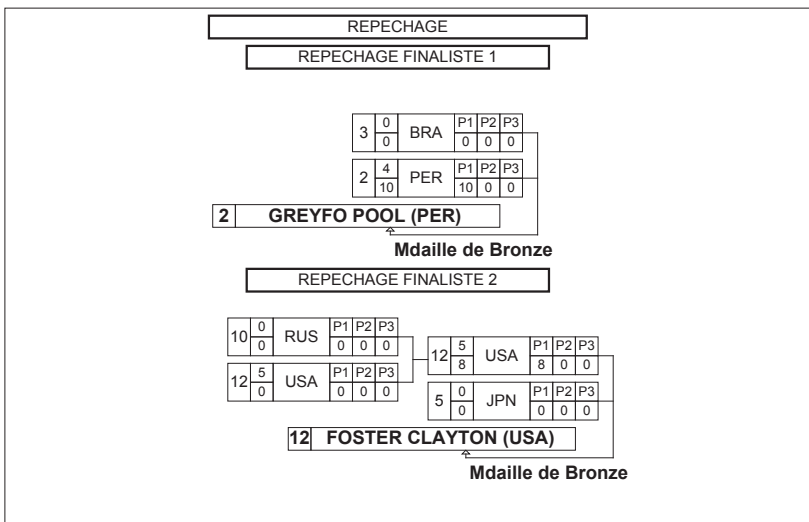 REPECHAGE
REPECHAGE FINALISTE 1
3 0 BRA P1 P2 P3
0 0 0 0
2 4 PER P1 P2 P3
10 10 0 0
2 GREYFO POOL (PER)
Mdaille de Bronze
REPECHAGE FINALISTE 2
10 0 RUS P1 P2 P3
0 0 0 0
12 5 USA P1 P2 P3
0 0 0 0
12 5 USA P1 P2 P3
8 8 0 0
5 0 JPN P1 P2 P3
0 0 0 0
12 FOSTER CLAYTON (USA)
Mdaille de Bronze